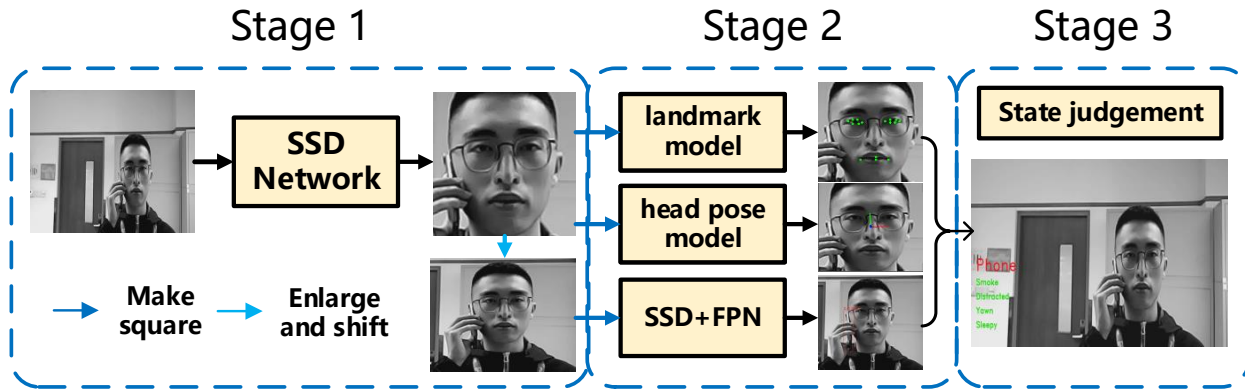 Stage 1
Stage 2
Stage 3
SSD
Network
Make
square
Enlarge
and shift
landmark
model
head pose
model
SSD+FPN
State judgement
Phone
Smoke
Distracted
Yawn
Sleepy